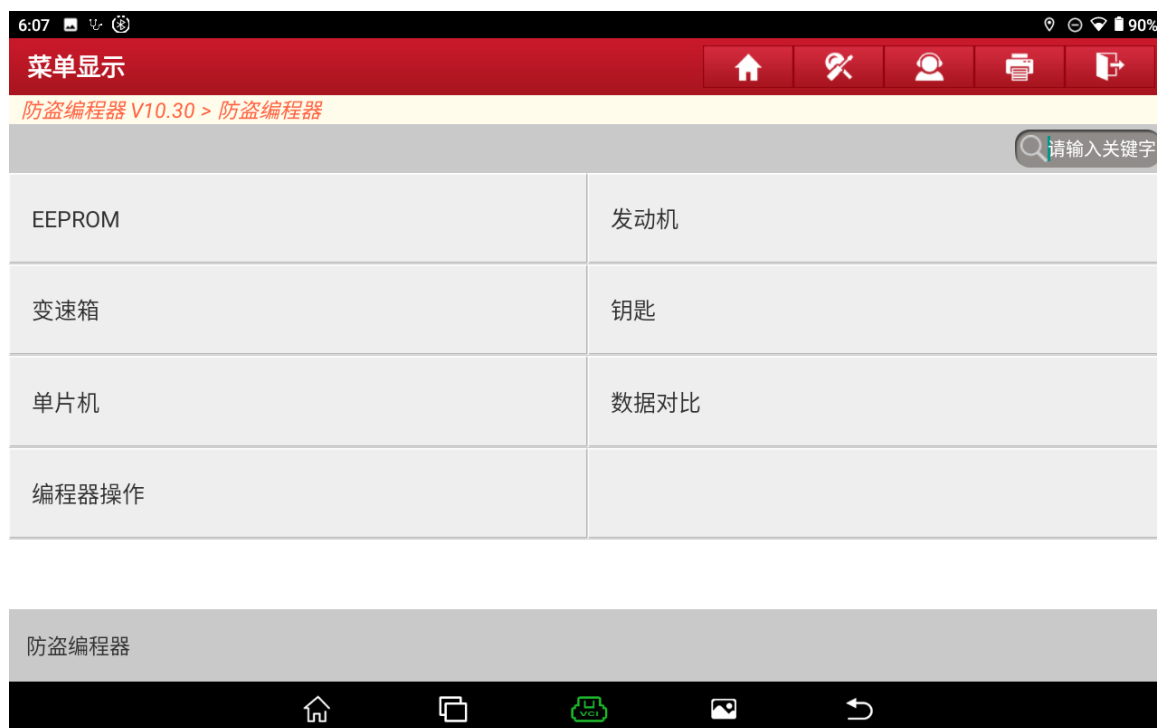 6:07 90%
菜单显示
防盗编程器 V10.30 > 防盗编程器
请输入关键字
EEPROM 发动机
变速箱 钥匙
单片机 数据对比
编程器操作
防盗编程器
VCI